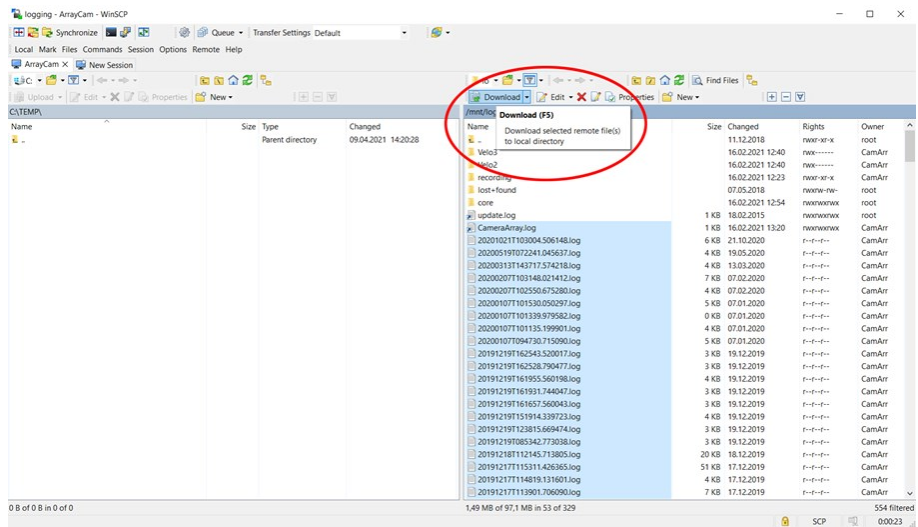 logging - ArrayCam - WinSCP
Synchronize Queue Transfer Settings Default
Local Mark Files Commands Session Options Remote Help
ArrayCam × New Session
C:
Find Files
Upload Edit Properties New
Download Edit Properties New
C:\TEMP\
/mnt/log
Download (F5)
Download selected remote file(s)
to local directory
Name Size Type Changed
.. Parent directory 09.04.2021 14:20:28
Name Size Changed Rights Owner
.. 11.12.2018 rwxr-xr-x root
Velo3 16.02.2021 12:40 rwx------ CamArr
Velo2 16.02.2021 12:40 rwx------ CamArr
recording 16.02.2021 12:23 rwxr-xr-x CamArr
lost+found 07.05.2018 rwxrw-rw- root
core 16.02.2021 12:54 rwxrwxrwx root
update.log 1 KB 18.02.2015 rwxrwxrwx root
CameraArray.log 1 KB 16.02.2021 13:20 rwxrwxrwx CamArr
20201021T103004.506148.log 6 KB 21.10.2020 r--r--r-- CamArr
20200519T072241.045637.log 4 KB 19.05.2020 r--r--r-- CamArr
20200313T143717.574218.log 4 KB 13.03.2020 r--r--r-- CamArr
20200207T103148.021412.log 7 KB 07.02.2020 r--r--r-- CamArr
20200207T102550.675280.log 4 KB 07.02.2020 r--r--r-- CamArr
20200107T101530.050297.log 5 KB 07.01.2020 r--r--r-- CamArr
20200107T101339.979582.log 0 KB 07.01.2020 r--r--r-- CamArr
20200107T101135.199901.log 4 KB 07.01.2020 r--r--r-- CamArr
20200107T094730.715090.log 5 KB 07.01.2020 r--r--r-- CamArr
20191219T162543.520017.log 3 KB 19.12.2019 r--r--r-- CamArr
20191219T162528.790477.log 3 KB 19.12.2019 r--r--r-- CamArr
20191219T161955.560198.log 4 KB 19.12.2019 r--r--r-- CamArr
20191219T161931.744047.log 3 KB 19.12.2019 r--r--r-- CamArr
20191219T161657.560043.log 3 KB 19.12.2019 r--r--r-- CamArr
20191219T151914.339723.log 4 KB 19.12.2019 r--r--r-- CamArr
20191219T123815.669474.log 3 KB 19.12.2019 r--r--r-- CamArr
20191219T085342.773038.log 3 KB 19.12.2019 r--r--r-- CamArr
20191218T112145.713805.log 20 KB 18.12.2019 r--r--r-- CamArr
20191217T115311.426365.log 51 KB 17.12.2019 r--r--r-- CamArr
20191217T114819.131601.log 4 KB 17.12.2019 r--r--r-- CamArr
20191217T113901.706090.log 7 KB 17.12.2019 r--r--r-- CamArr
0 B of 0 B in 0 of 0
1,49 MB of 97,1 MB in 53 of 329 554 filtered
SCP 0:00:23